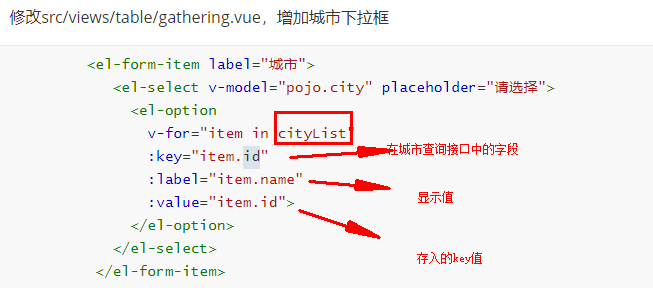 修改src/views/table/gathering.vue，增加城市下拉框
<el-form-item label="城市">
<el-select v-model="pojo.city" placeholder="请选择">
<el-option
v-for="item in cityList"
:key="item.id"
在城市查询接口中的字段
:label="item.name"
显示值
:value="item.id">
</el-option>
存入的key值
</el-select>
</el-form-item>